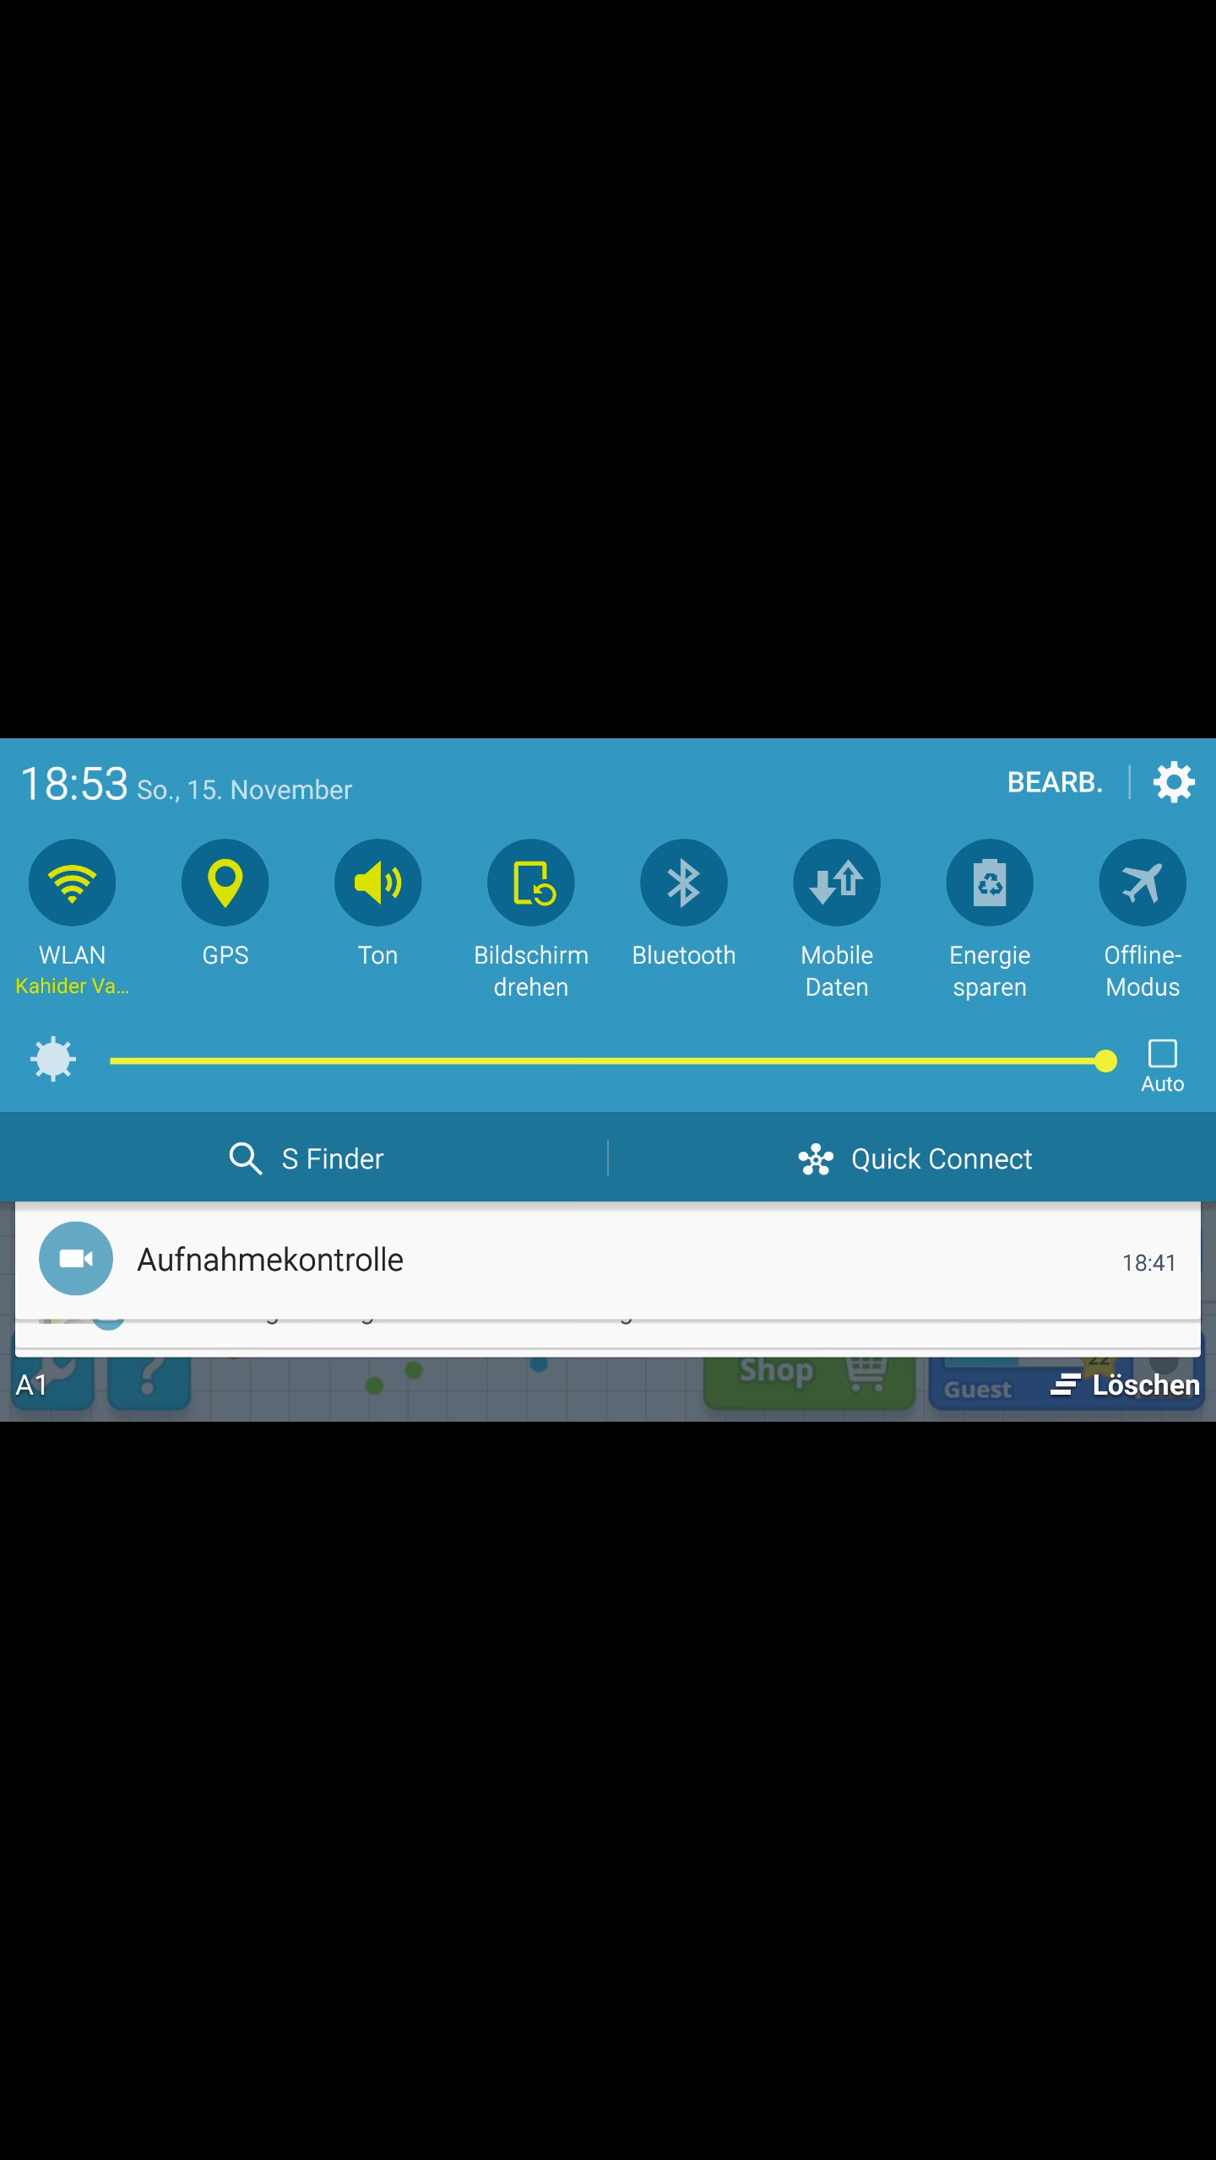 18:53 So., 15. November
BEARB.
WLAN
Kahider Va...
GPS
Ton
Bildschirm
drehen
Bluetooth
Mobile
Daten
Energie
sparen
Offline-
Modus
Auto
S Finder
Quick Connect
Aufnahmekontrolle
18:41
A1
?
Shop
22
Guest
Löschen